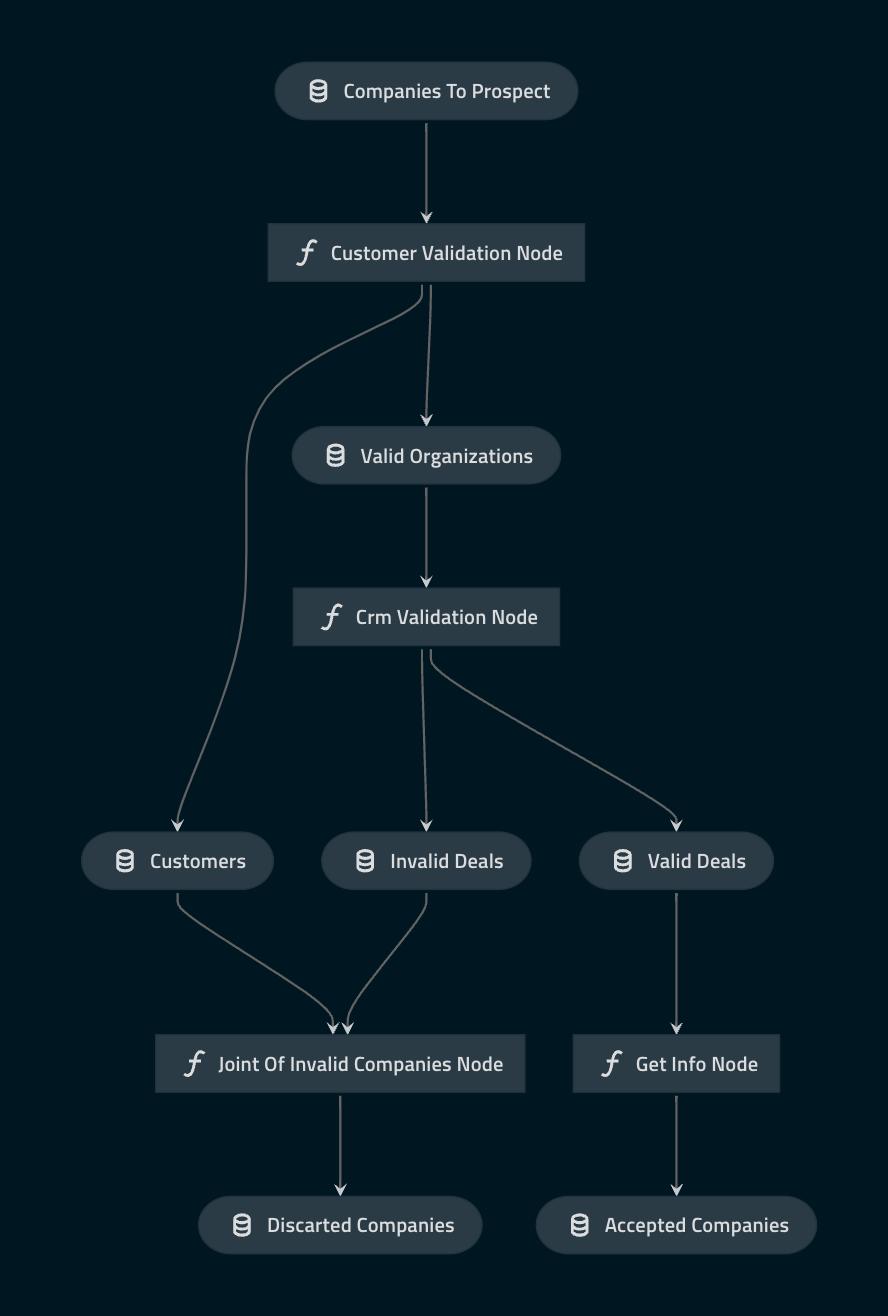 Companies To Prospect
Customer Validation Node
Valid Organizations
Crm Validation Node
Customers
Invalid Deals
Valid Deals
Joint Of Invalid Companies Node
Get Info Node
Discarted Companies
Accepted Companies